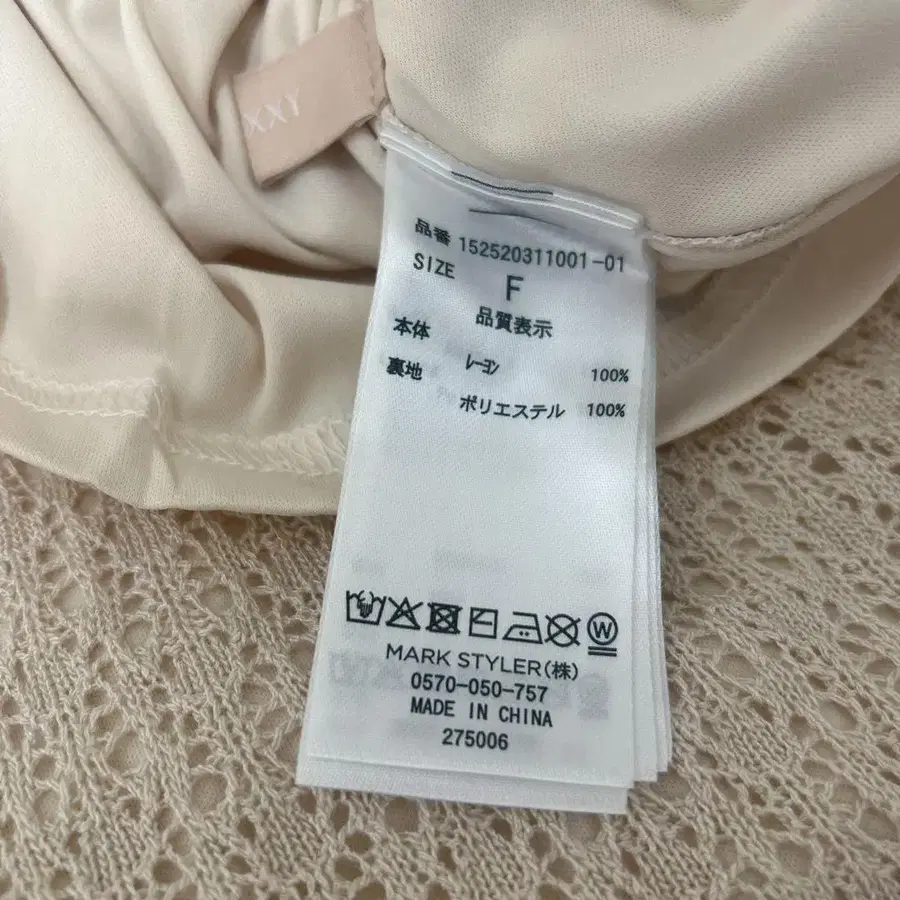 XXY
品番 152520311001-01
SIZE F
品質表示
本体 レーヨン 100%
裏地 ポリエステル 100%
W
MARK STYLER(株)
0570-050-757
MADE IN CHINA
275006